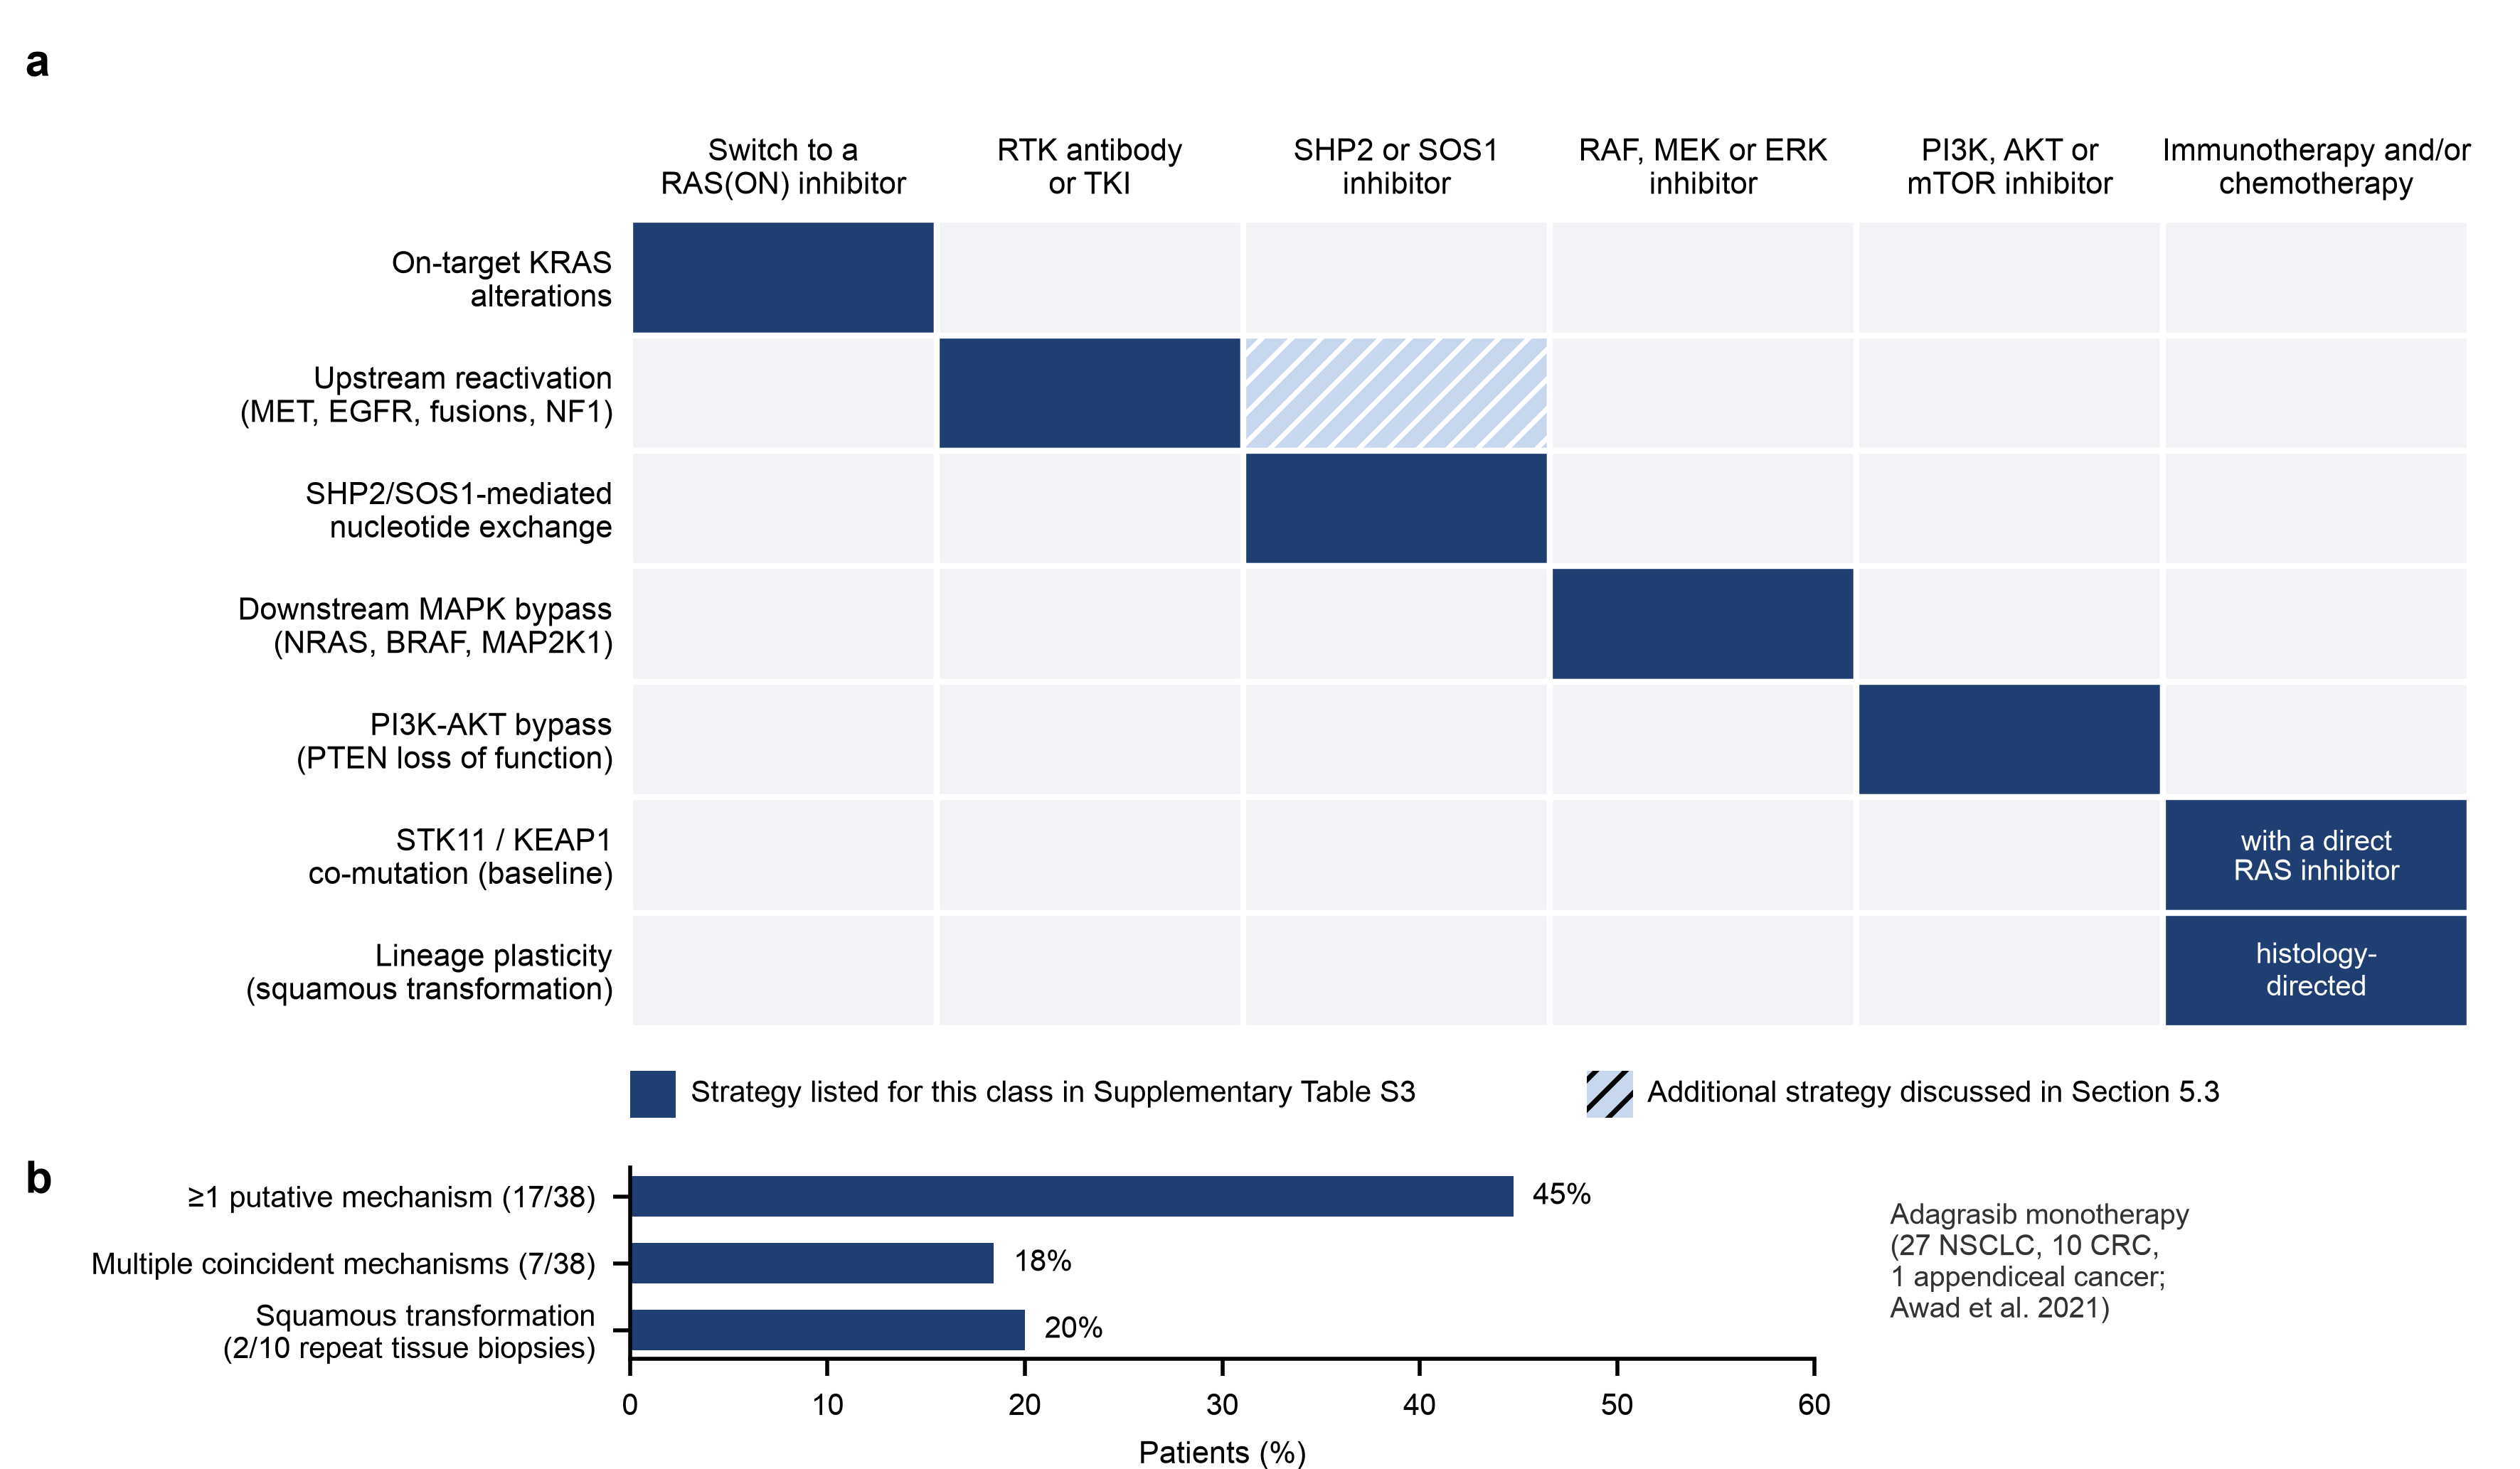 a
Switch to a
RAS(ON) inhibitor
RTK antibody
or TKI
SHP2 or SOS1
inhibitor
RAF, MEK or ERK
inhibitor
PI3K, AKT or
mTOR inhibitor
Immunotherapy and/or
chemotherapy
On-target KRAS
alterations
Upstream reactivation
(MET, EGFR, fusions, NF1)
SHP2/SOS1-mediated
nucleotide exchange
Downstream MAPK bypass
(NRAS, BRAF, MAP2K1)
PI3K-AKT bypass
(PTEN loss of function)
STK11 / KEAP1
co-mutation (baseline)
with a direct
RAS inhibitor
Lineage plasticity
(squamous transformation)
histology-
directed
Strategy listed for this class in Supplementary Table S3
Additional strategy discussed in Section 5.3
b
≥1 putative mechanism (17/38)
45%
Multiple coincident mechanisms (7/38)
18%
Squamous transformation
(2/10 repeat tissue biopsies)
20%
Adagrasib monotherapy
(27 NSCLC, 10 CRC,
1 appendiceal cancer;
Awad et al. 2021)
0 10 20 30 40 50 60
Patients (%)